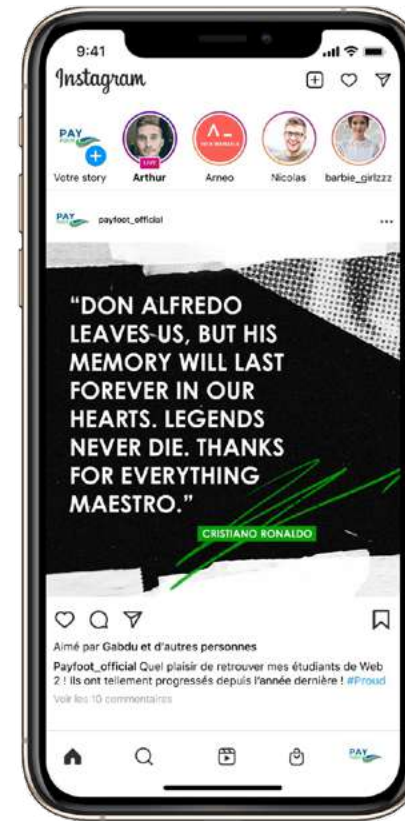 9:41
Instagram
PAY
LIVE
Votre story
Arthur
Arneo
Nicolas
barbie_girlzzz
PAY
payfoot_official
“DON ALFREDO
LEAVES US, BUT HIS
MEMORY WILL LAST
FOREVER IN OUR
HEARTS. LEGENDS
NEVER DIE. THANKS
FOR EVERYTHING
MAESTRO.”
CRISTIANO RONALDO
Aimé par Gabdu et d'autres personnes
Payfoot_official Quel plaisir de retrouver mes étudiants de Web
2 ! Ils ont tellement progressés depuis l'année dernière ! #Proud
Voir les 10 commentaires
PAY